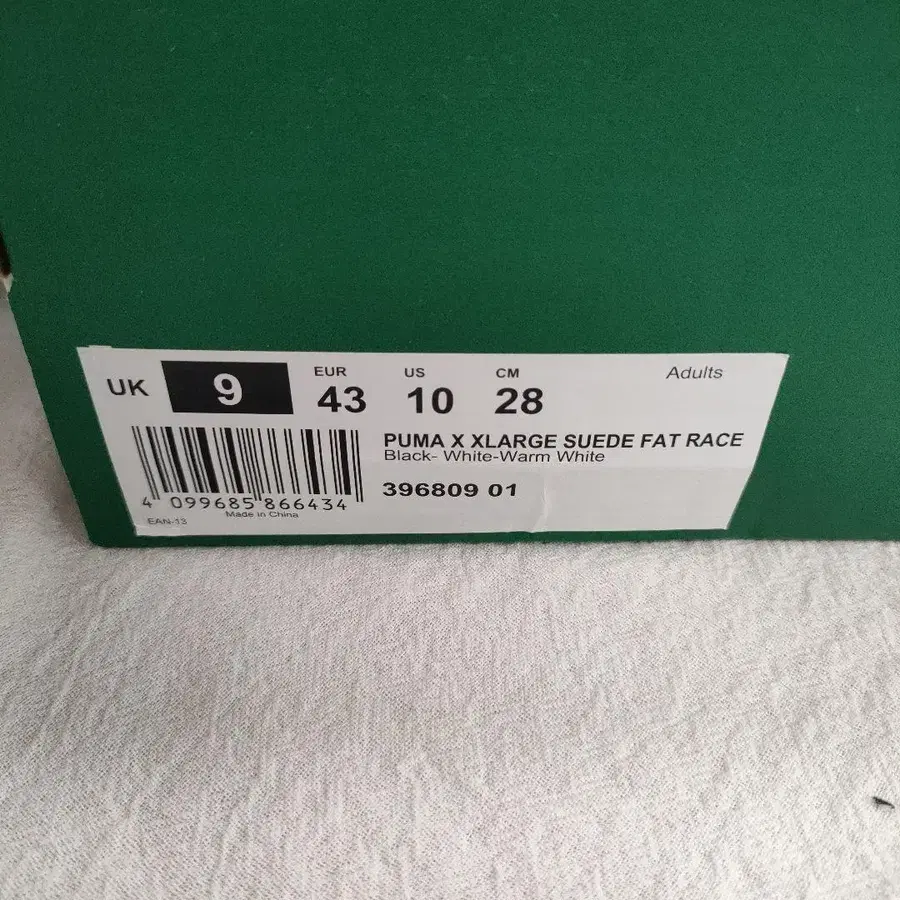 UK 9 EUR 43 US 10 CM 28 Adults
PUMA X XLARGE SUEDE FAT RACE
Black- White-Warm White
396809 01
4 099685 866434
Made in China
EAN-13